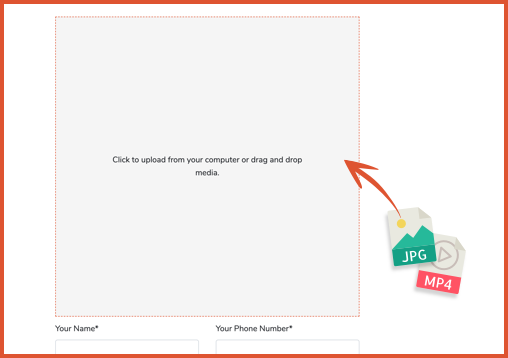 Click to upload from your computer or drag and drop
media.
JPG
MP4
Your Name*
Your Phone Number*